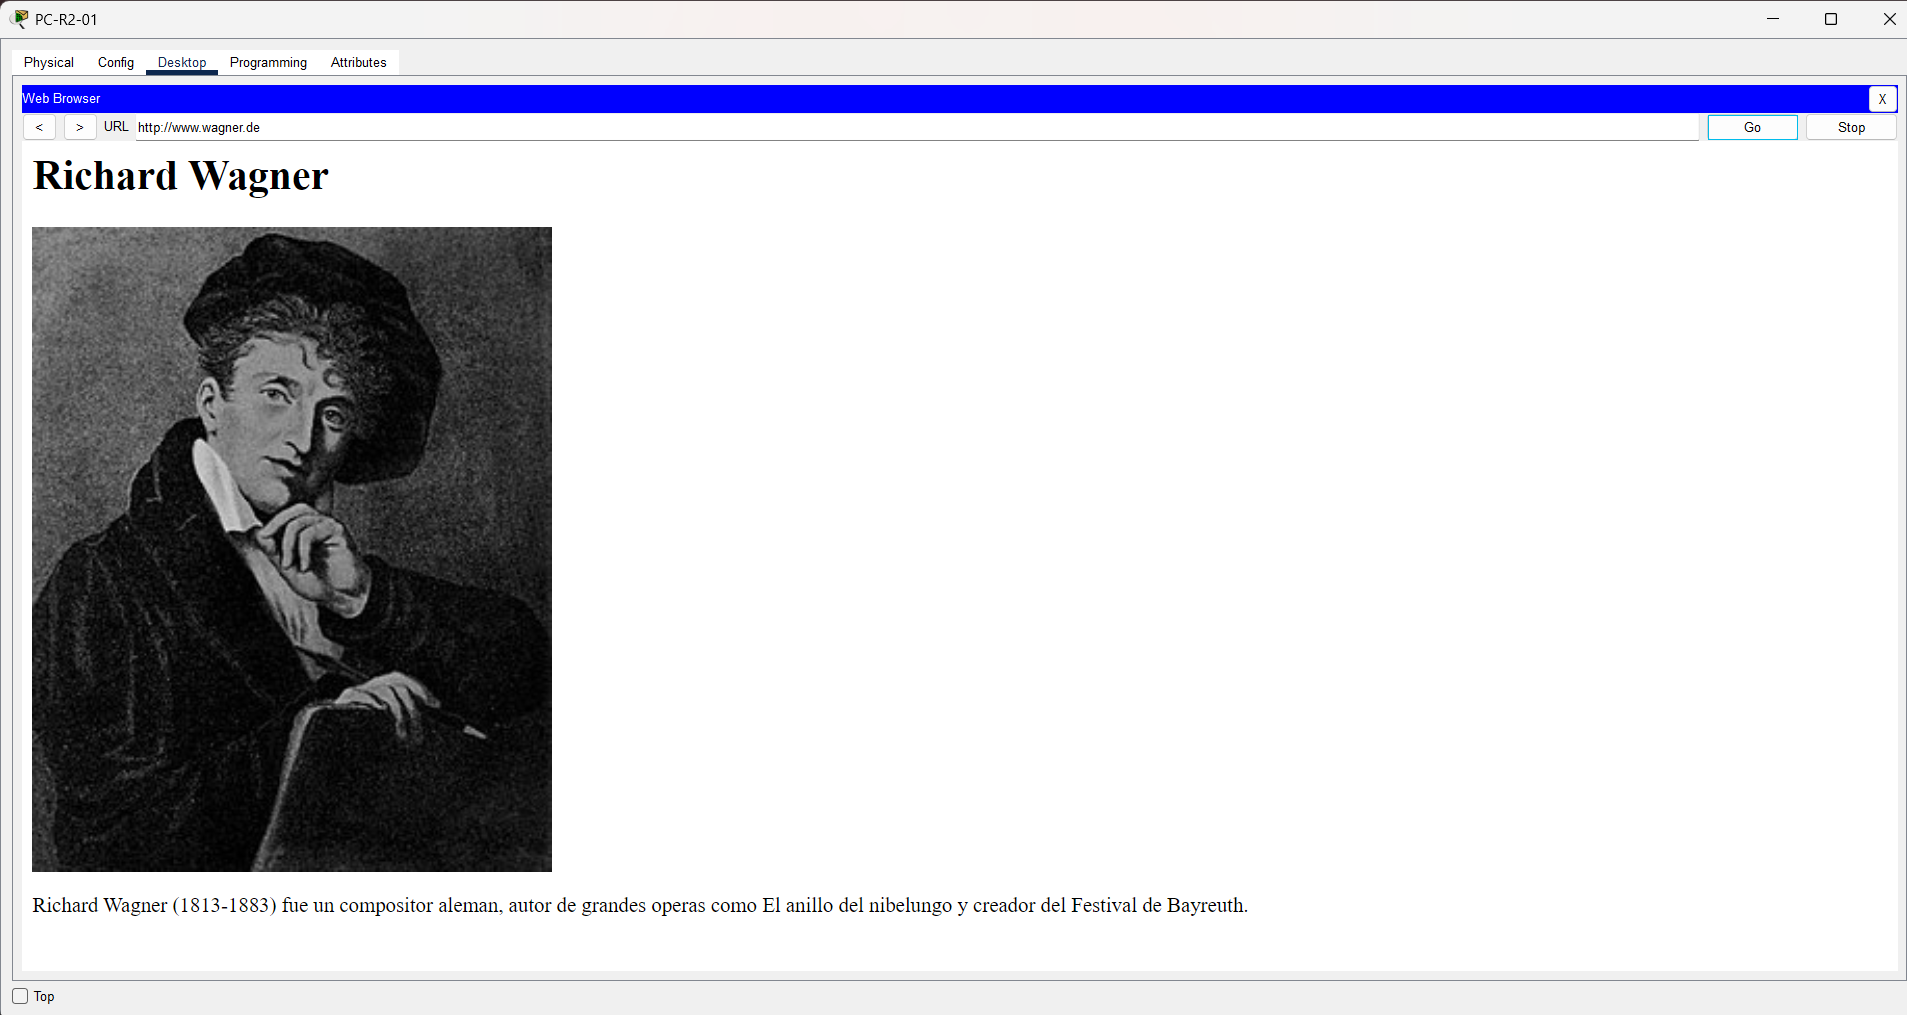 PC-R2-01
Physical Config Desktop Programming Attributes
Web Browser X
< > URL http://www.wagner.de Go Stop
Richard Wagner
Richard Wagner (1813-1883) fue un compositor aleman, autor de grandes operas como El anillo del nibelungo y creador del Festival de Bayreuth.
Top